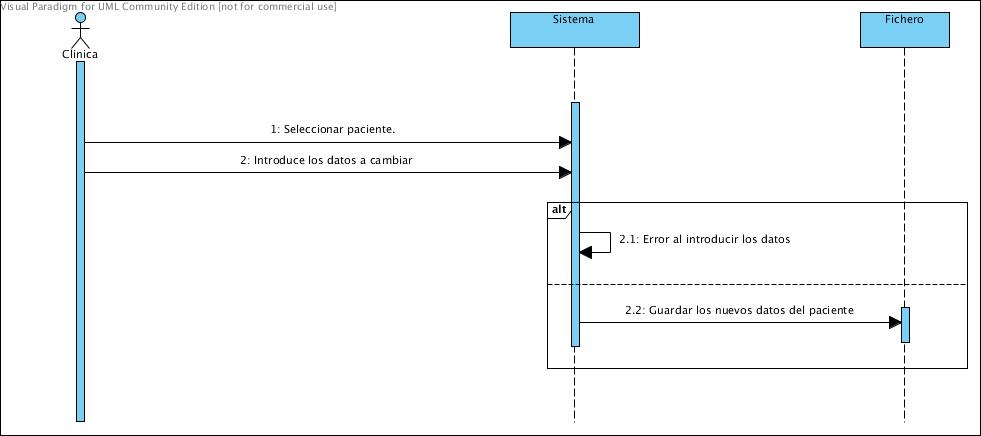 Visual Paradigm for UML Community Edition [not for commercial use]
Sistema
Fichero
Clinica
1: Seleccionar paciente.
2: Introduce los datos a cambiar
alt
2.1: Error al introducir los datos
2.2: Guardar los nuevos datos del paciente